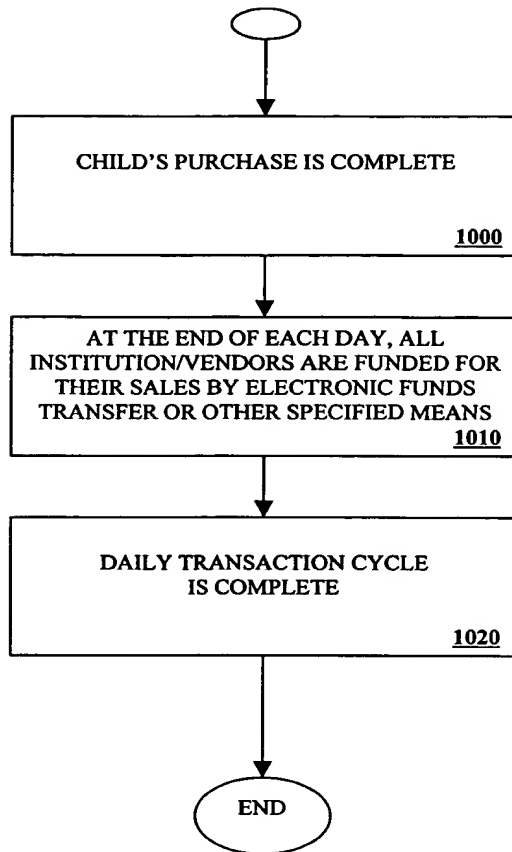 CHILD'S PURCHASE IS COMPLETE
1000
AT THE END OF EACH DAY, ALL
INSTITUTION/VENDORS ARE FUNDED FOR
THEIR SALES BY ELECTRONIC FUNDS
TRANSFER OR OTHER SPECIFIED MEANS
1010
DAILY TRANSACTION CYCLE
IS COMPLETE
1020
END